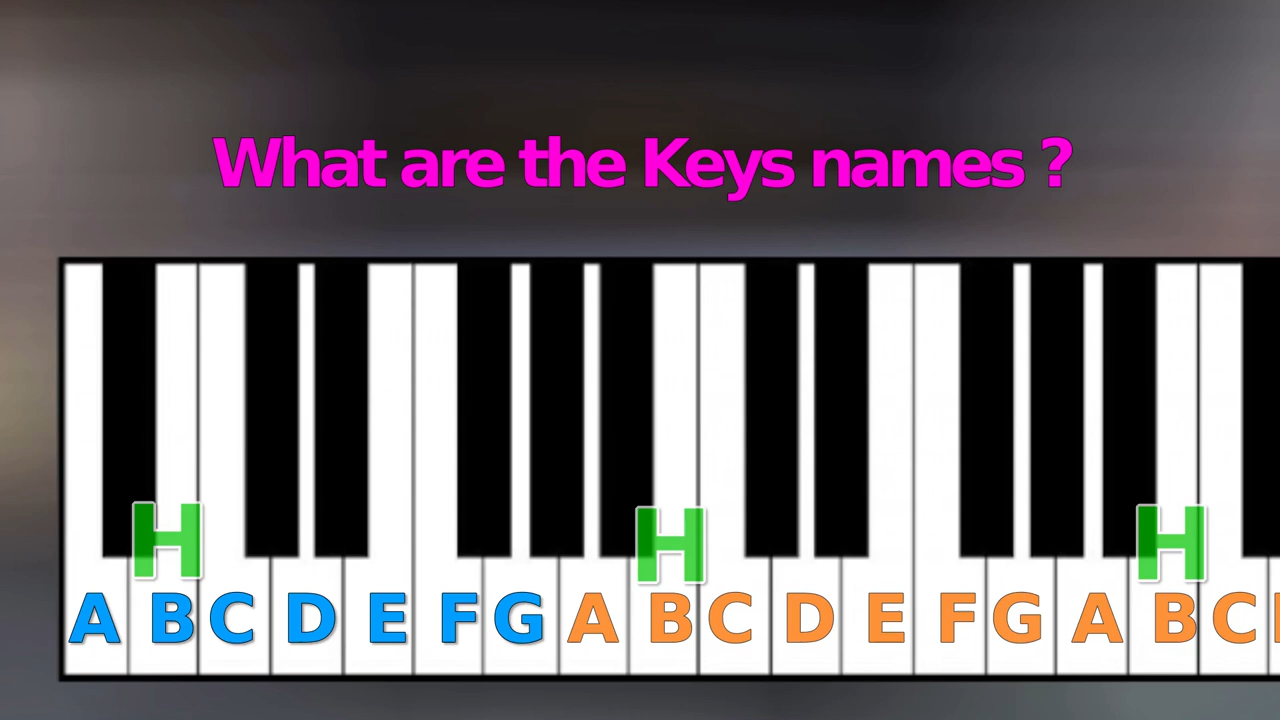 What are the Keys names ?
H H H
A B C D E F G A B C D E F G A B C